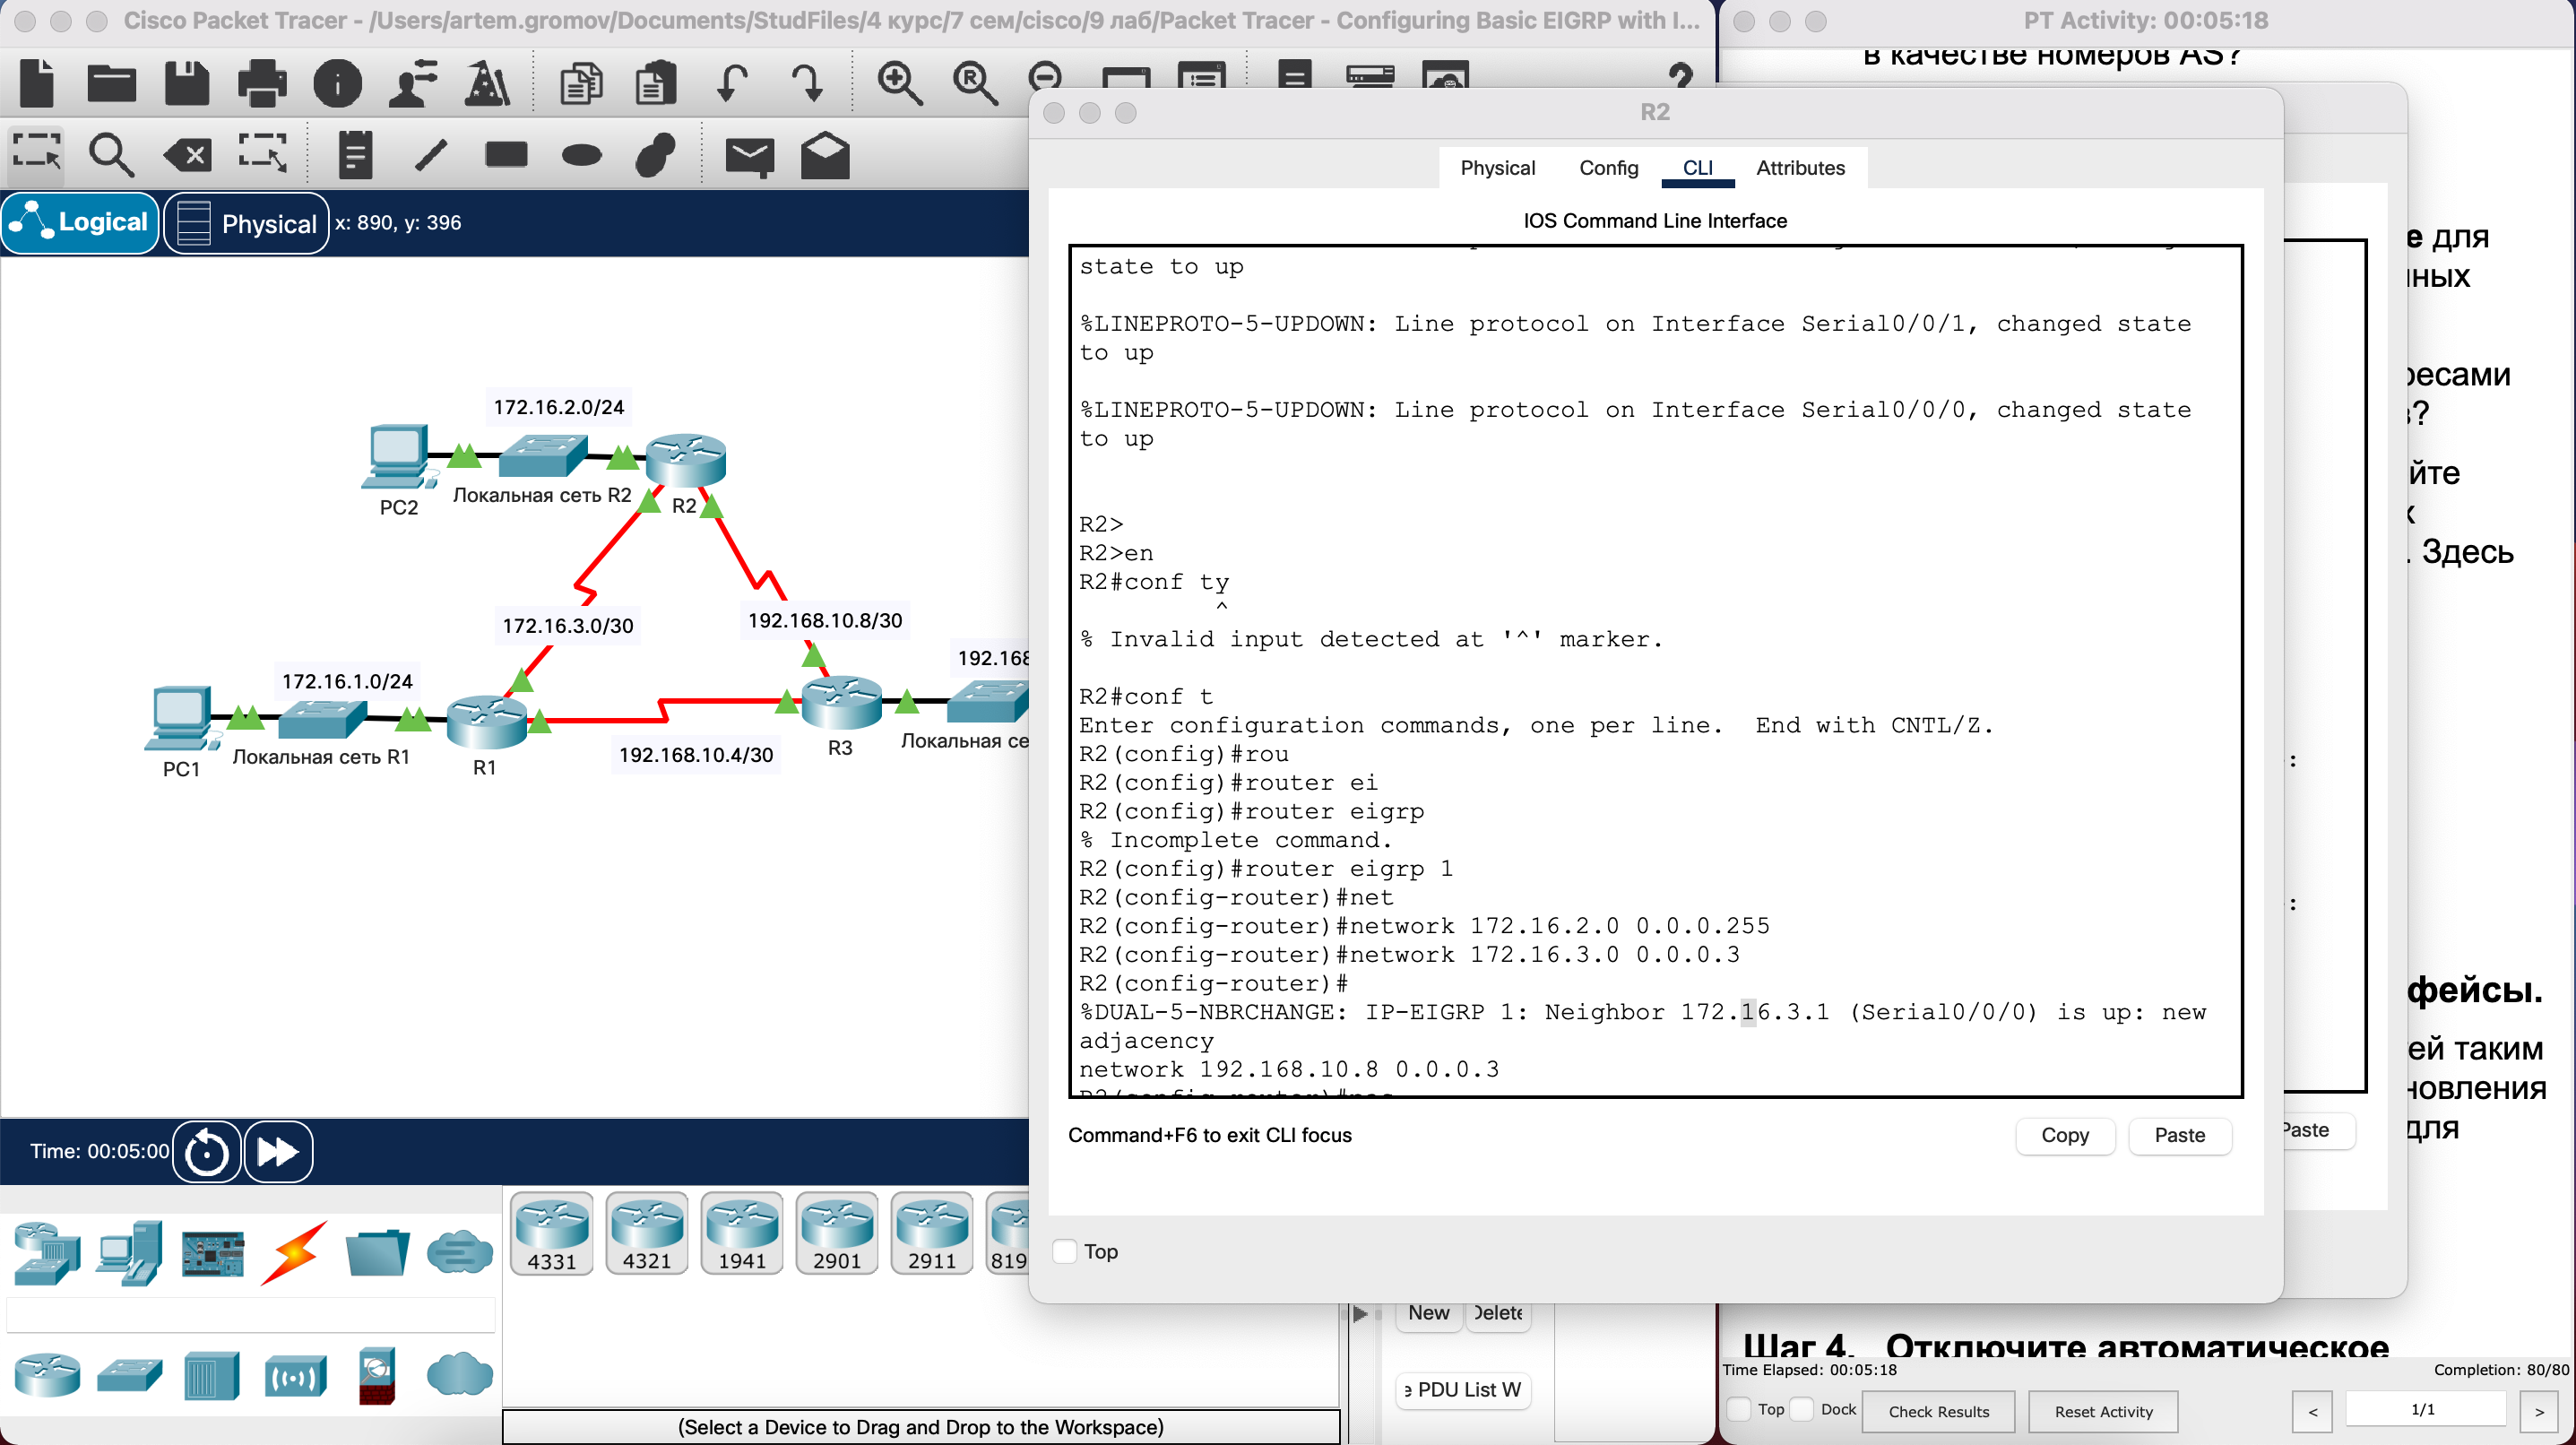 Cisco Packet Tracer - /Users/artem.gromov/Documents/StudFiles/4 курс/7 сем/cisco/9 лаб/Packet Tracer - Configuring Basic EIGRP with I...
Logical
Physical
x: 890, y: 396
172.16.2.0/24
PC2
Локальная сеть R2
R2
172.16.3.0/30
192.168.10.8/30
192.168
172.16.1.0/24
PC1
Локальная сеть R1
R1
192.168.10.4/30
R3
Локальная се
Time: 00:05:00
4331
4321
1941
2901
2911
819
(Select a Device to Drag and Drop to the Workspace)
New
Delete
e PDU List W
R2
Physical
Config
CLI
Attributes
IOS Command Line Interface
state to up
%LINEPROTO-5-UPDOWN: Line protocol on Interface Serial0/0/1, changed state
to up
%LINEPROTO-5-UPDOWN: Line protocol on Interface Serial0/0/0, changed state
to up
R2>
R2>en
R2#conf ty
^
% Invalid input detected at '^' marker.
R2#conf t
Enter configuration commands, one per line.  End with CNTL/Z.
R2(config)#rou
R2(config)#router ei
R2(config)#router eigrp
% Incomplete command.
R2(config)#router eigrp 1
R2(config-router)#net
R2(config-router)#network 172.16.2.0 0.0.0.255
R2(config-router)#network 172.16.3.0 0.0.0.3
R2(config-router)#
%DUAL-5-NBRCHANGE: IP-EIGRP 1: Neighbor 172.16.3.1 (Serial0/0/0) is up: new
adjacency
network 192.168.10.8 0.0.0.3
Command+F6 to exit CLI focus
Copy
Paste
Top
Paste
PT Activity: 00:05:18
в качестве номеров AS?
е для
нных
ресами
в?
йте
х
. Здесь
:
:
фейсы.
ей таким
новления
для
Шаг 4. Отключите автоматическое
Time Elapsed: 00:05:18
Completion: 80/80
Top
Dock
Check Results
Reset Activity
<
1/1
>